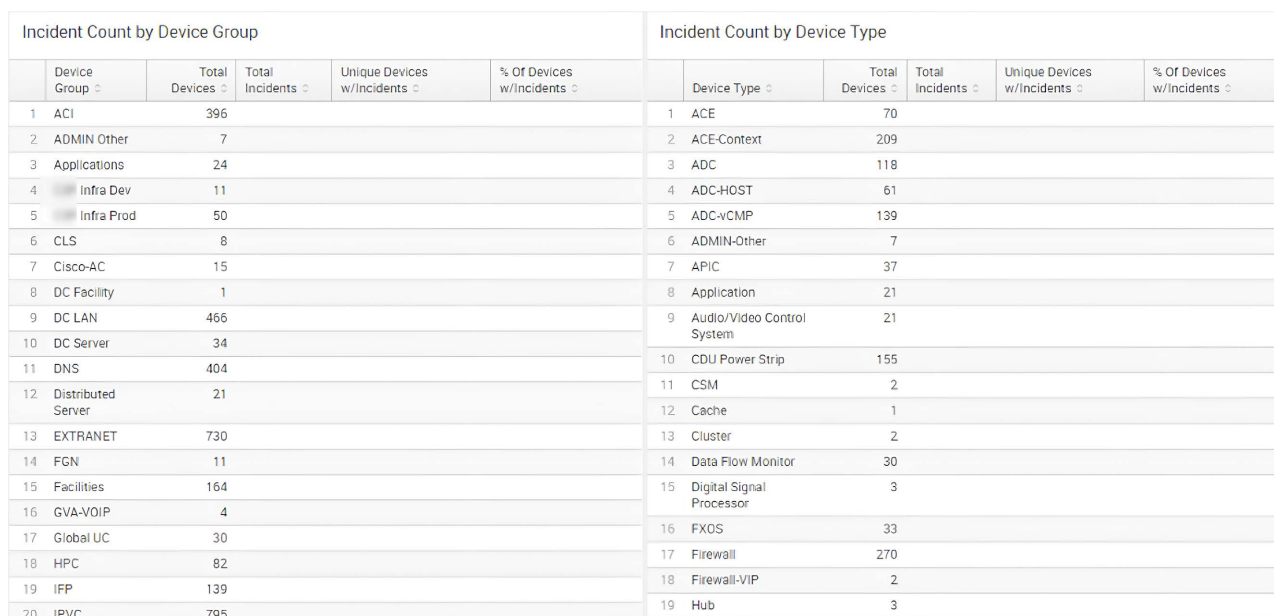 Incident Count by Device Group
Device Group
Total Devices
Total Incidents
Unique Devices w/Incidents
% Of Devices w/Incidents
1 ACI 396
2 ADMIN Other 7
3 Applications 24
4 Infra Dev 11
5 Infra Prod 50
6 CLS 8
7 Cisco-AC 15
8 DC Facility 1
9 DC LAN 466
10 DC Server 34
11 DNS 404
12 Distributed 21
Server
13 EXTRANET 730
14 FGN 11
15 Facilities 164
16 GVA-VOIP 4
17 Global UC 30
18 HPC 82
19 IFP 139
20 IPVC 795
Incident Count by Device Type
Device Type
Total Devices
Total Incidents
Unique Devices w/Incidents
% Of Devices w/Incidents
1 ACE 70
2 ACE-Context 209
3 ADC 118
4 ADC-HOST 61
5 ADC-vCMP 139
6 ADMIN-Other 7
7 APIC 37
8 Application 21
9 Audio/Video Control 21
System
10 CDU Power Strip 155
11 CSM 2
12 Cache 1
13 Cluster 2
14 Data Flow Monitor 30
15 Digital Signal 3
Processor
16 FXOS 33
17 Firewall 270
18 Firewall-VIP 2
19 Hub 3